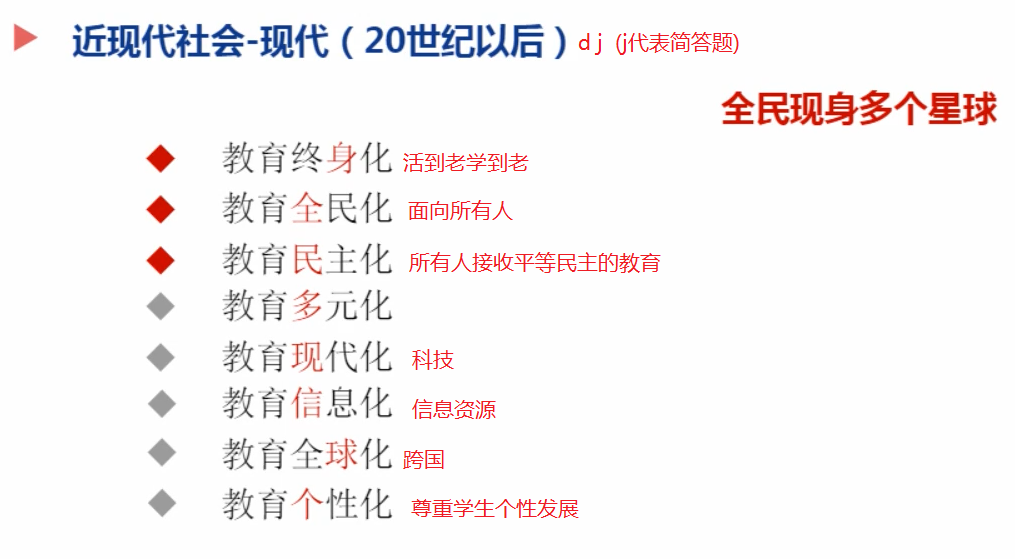 近现代社会-现代（20世纪以后）d j (j代表简答题)
全民现身多个星球
教育终身化 活到老学到老
教育全民化 面向所有人
教育民主化 所有人接收平等民主的教育
教育多元化
教育现代化 科技
教育信息化 信息资源
教育全球化 跨国
教育个性化 尊重学生个性发展